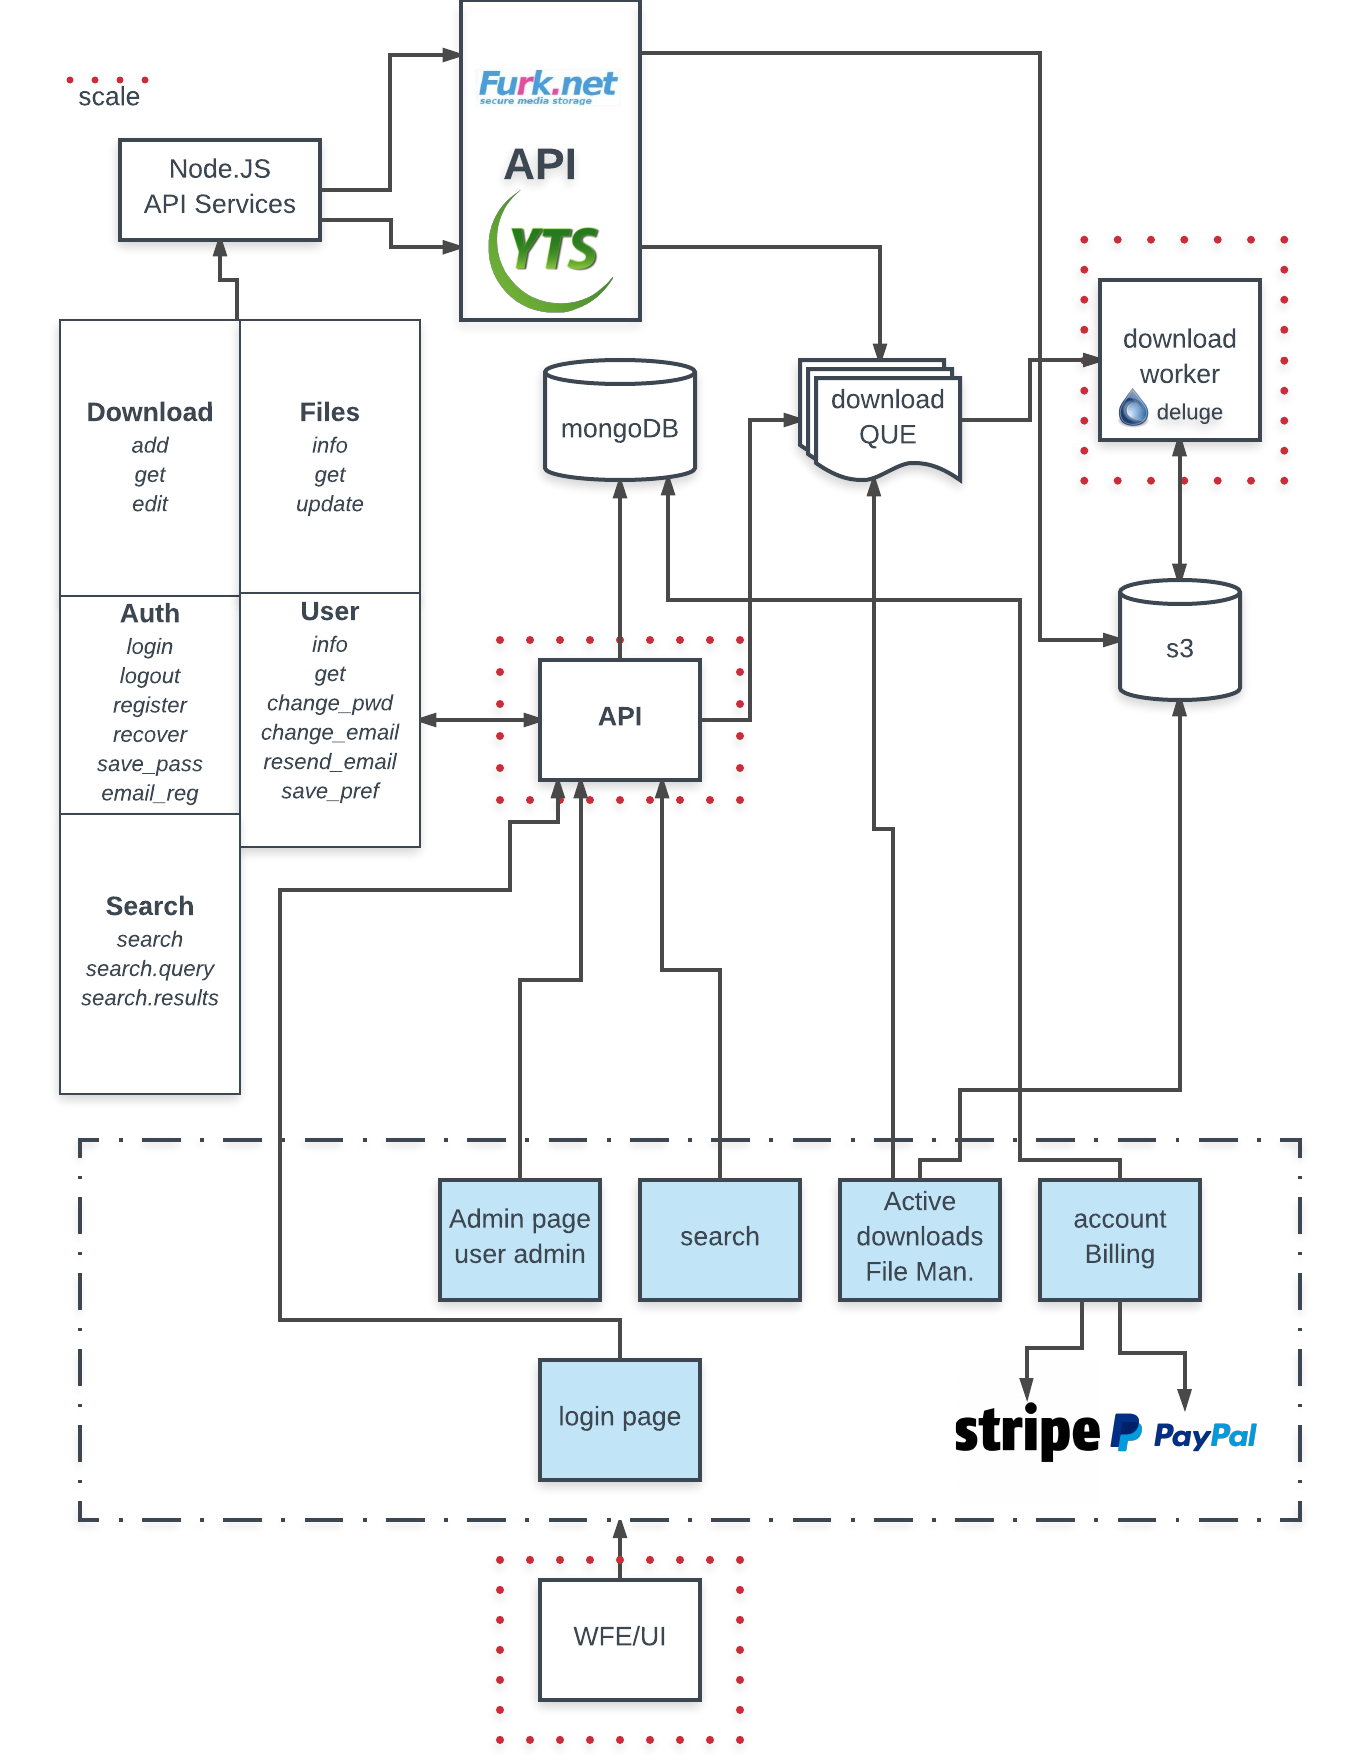 scale
Node.JS
API Services
Furk.net
secure media storage
API
YTS
Download
add
get
edit
Files
info
get
update
Auth
login
logout
register
recover
save_pass
email_reg
User
info
get
change_pwd
change_email
resend_email
save_pref
Search
search
search.query
search.results
mongoDB
download
QUE
download
worker
deluge
s3
API
Admin page
user admin
search
Active
downloads
File Man.
account
Billing
login page
stripe
PayPal
WFE/UI